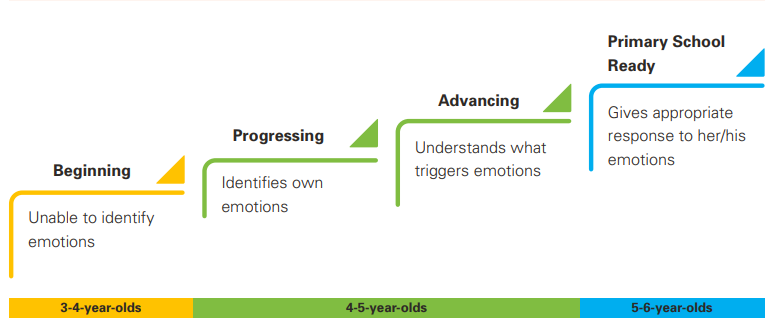 Beginning
Unable to identify
emotions
Progressing
Identifies own
emotions
Advancing
Understands what
triggers emotions
Primary School
Ready
Gives appropriate
response to her/his
emotions
3-4-year-olds
4-5-year-olds
5-6-year-olds